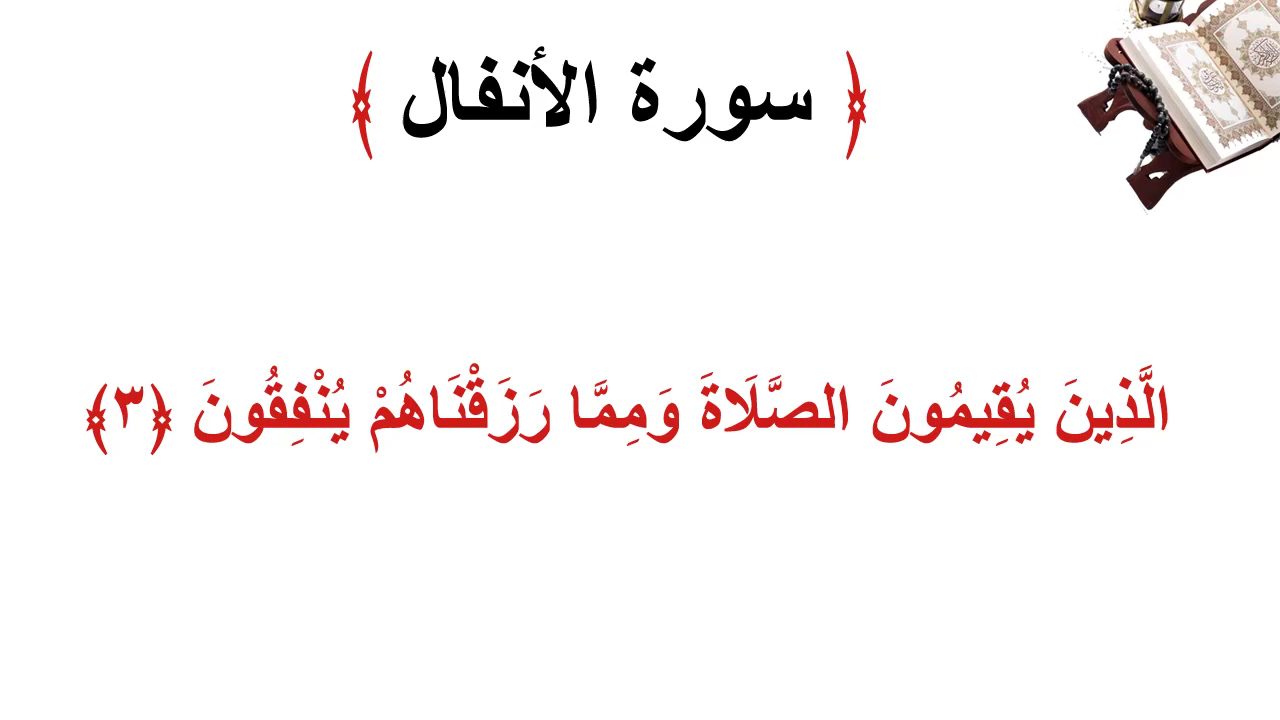 ﴿ سورة الأنفال ﴾
الَّذِينَ يُقِيمُونَ الصَّلَاةَ وَمِمَّا رَزَقْنَاهُمْ يُنْفِقُونَ ﴿٣﴾